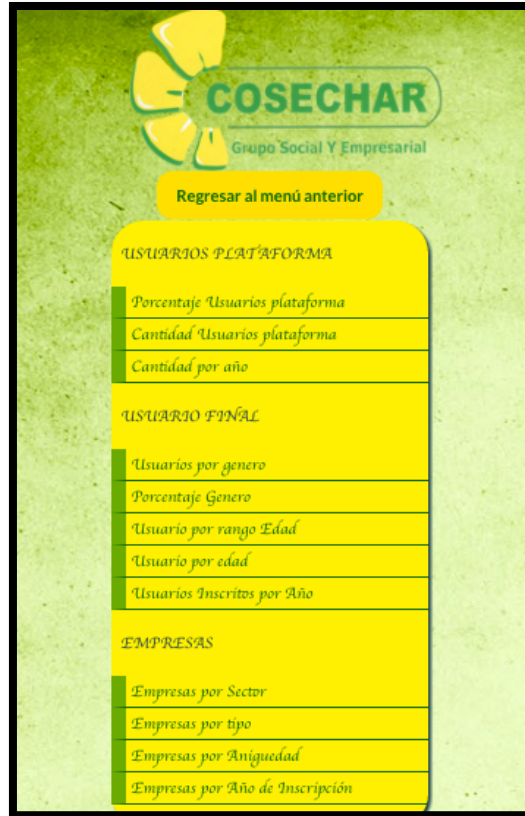 COSECHAR
Grupo Social Y Empresarial
Regresar al menú anterior
USUARIOS PLATAFORMA
Porcentaje Usuarios plataforma
Cantidad Usuarios plataforma
Cantidad por año
USUARIO FINAL
Usuarios por genero
Porcentaje Genero
Usuario por rango Edad
Usuario por edad
Usuarios Inscritos por Año
EMPRESAS
Empresas por Sector
Empresas por tipo
Empresas por Aniguedad
Empresas por Año de Inscripción